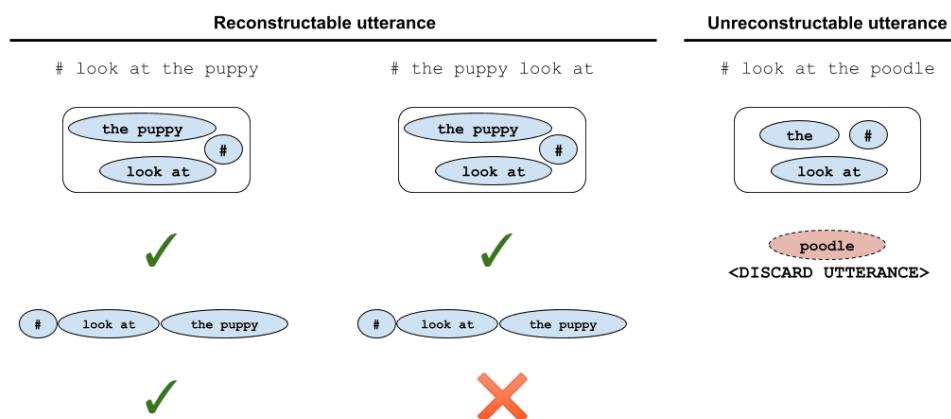 Reconstructable utterance
Unreconstructable utterance
# look at the puppy
# the puppy look at
# look at the poodle
the puppy
#
look at
the puppy
#
look at
the
#
look at
poodle
<DISCARD UTTERANCE>
# look at the puppy
# look at the puppy